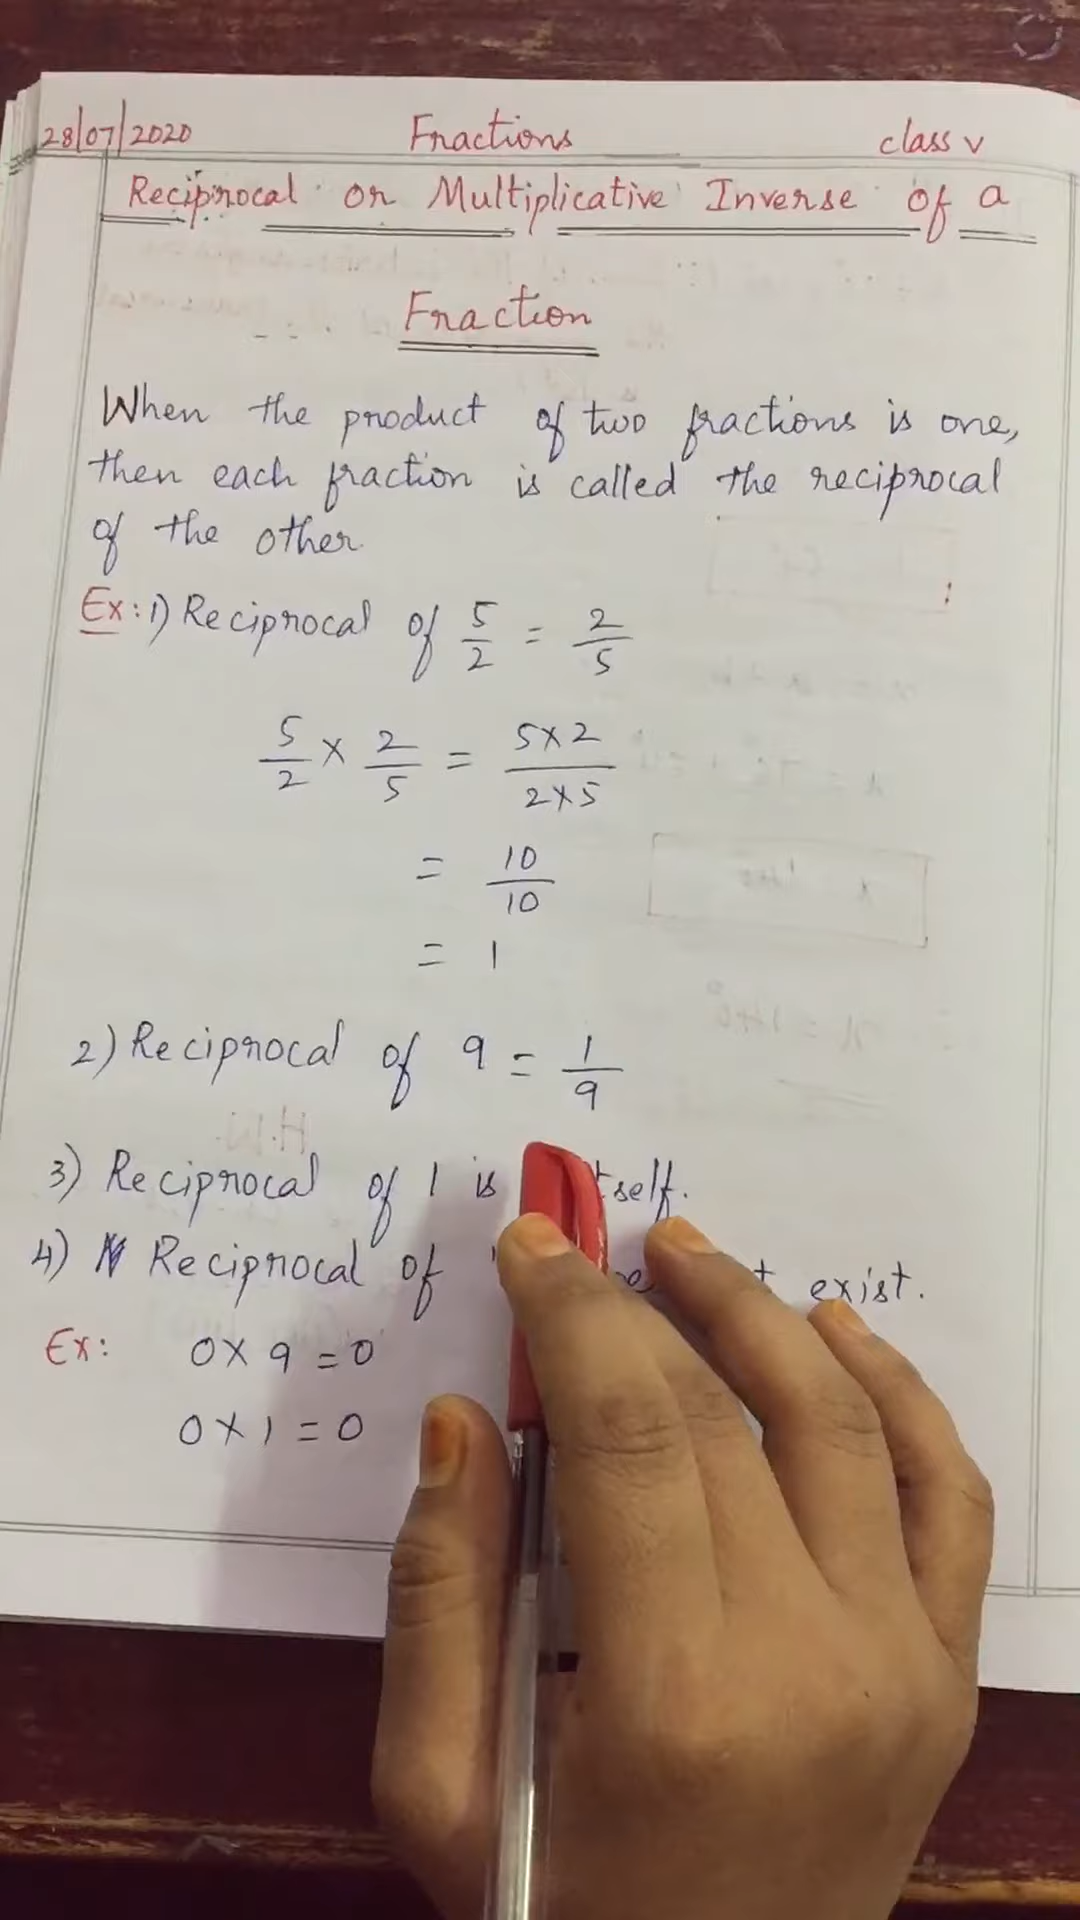 28/07/2020 Fractions class V
Reciprocal or Multiplicative Inverse of a
Fraction
When the product of two fractions is one,
then each fraction is called the reciprocal
of the other.
Ex: 1) Reciprocal of 5/2 = 2/5
5/2 × 2/5 = 5×2/2×5
= 10/10
= 1
2) Reciprocal of 9 = 1/9
3) Reciprocal of 1 is
4) Reciprocal of exist.
Ex: 0×9=0
0×1=0